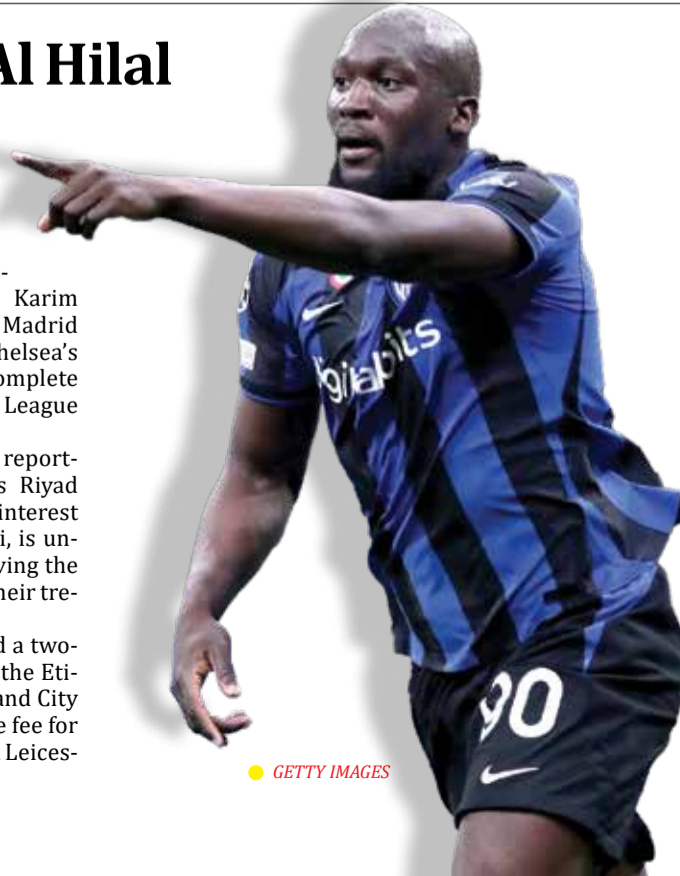 Al Hilal
-
Karim
Madrid
helsea's
omplete
League
report-
s Riyad
interest
i, is un-
ving the
heir tre-
d a two-
the Eti-
and City
e fee for
Leices-
digitalbits
90
GETTY IMAGES